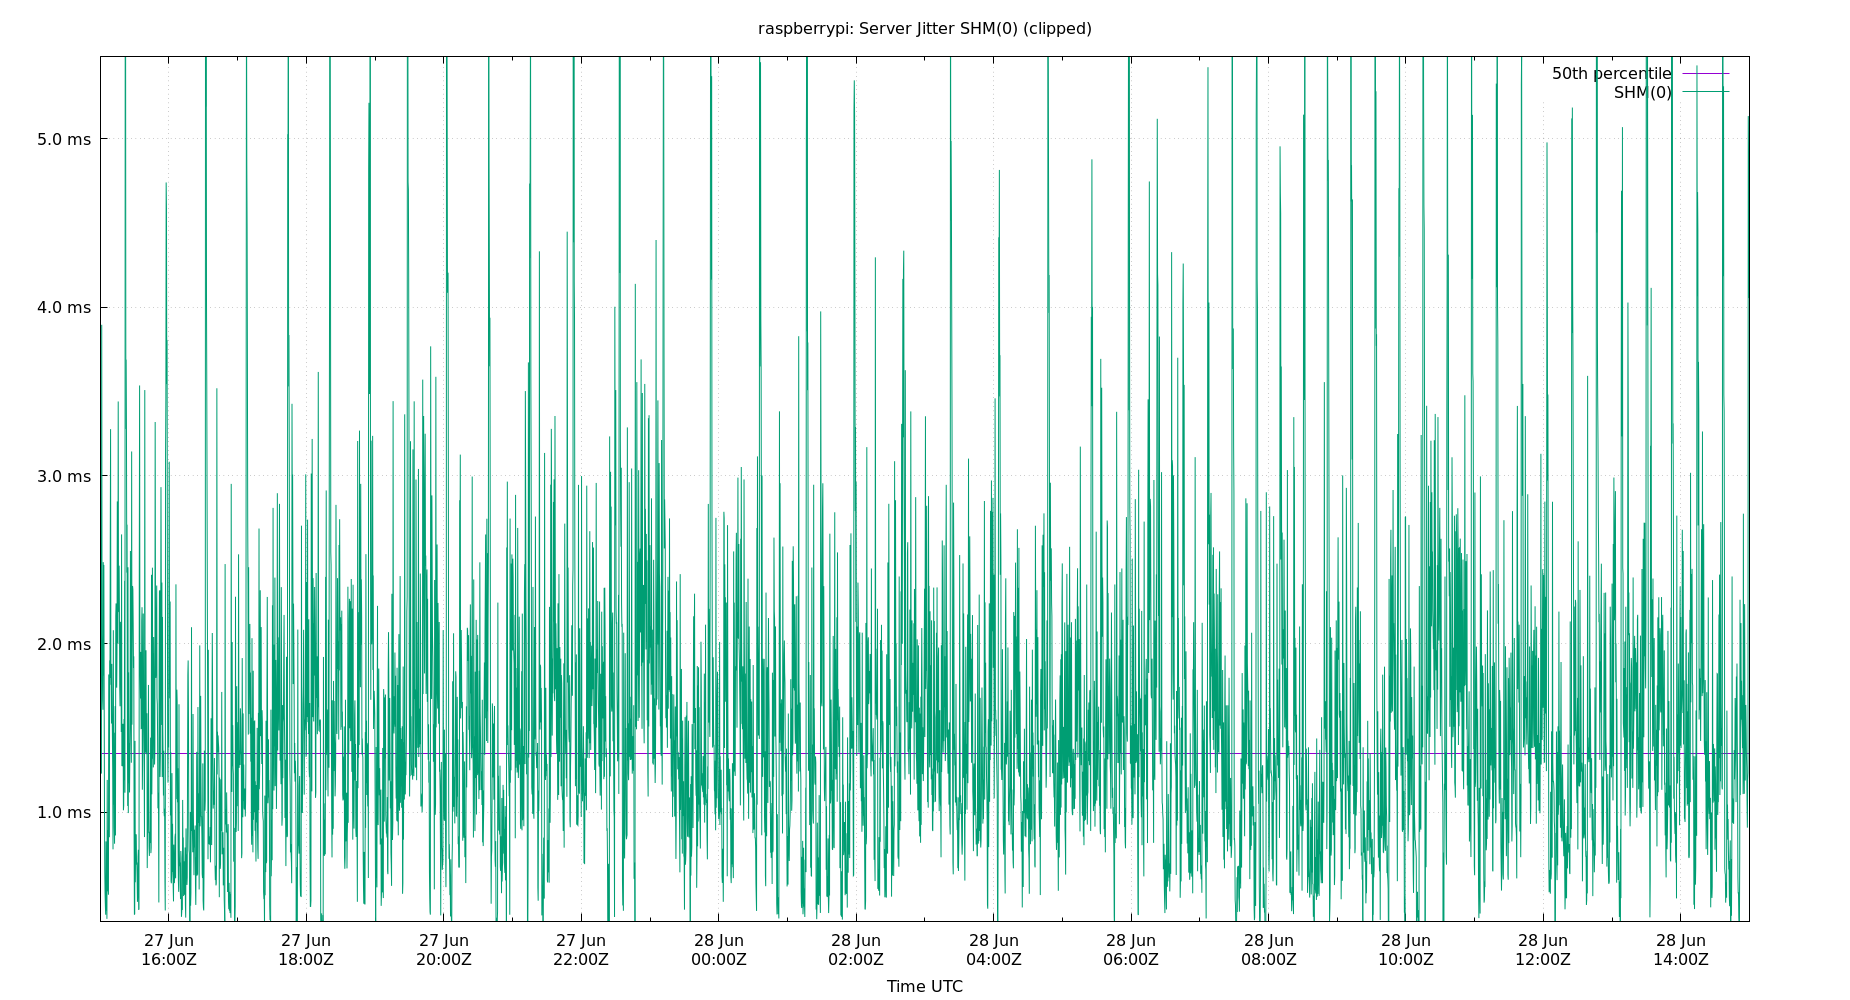 raspberrypi: Server Jitter SHM(0) (clipped)
50th percentile
SHM(0)
5.0 ms
4.0 ms
3.0 ms
2.0 ms
1.0 ms
27 Jun 27 Jun 27 Jun 27 Jun 28 Jun 28 Jun 28 Jun 28 Jun 28 Jun 28 Jun 28 Jun 28 Jun
16:00Z 18:00Z 20:00Z 22:00Z 00:00Z 02:00Z 04:00Z 06:00Z 08:00Z 10:00Z 12:00Z 14:00Z
Time UTC